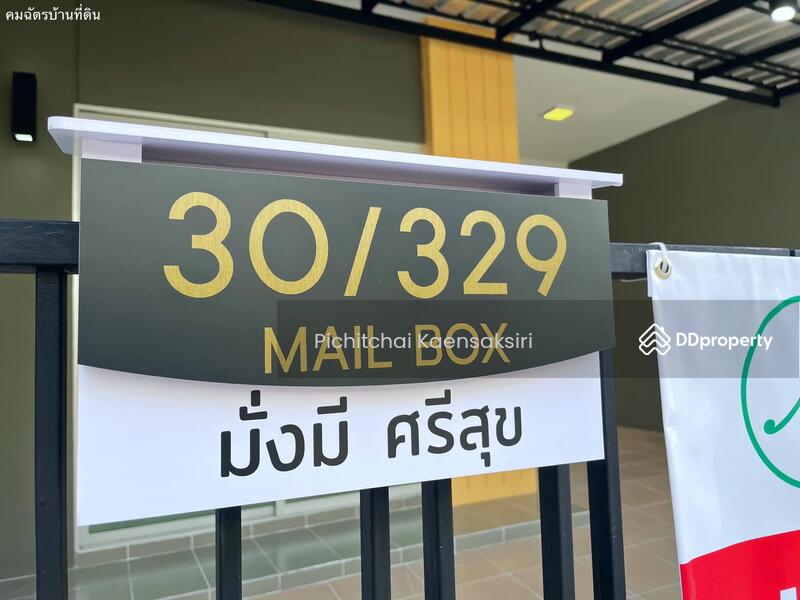 คมฉัตรบ้านที่ดิน
30/329
MAIL BOX
Pichitchai Kaensaksiri
DDproperty
มั่งมี ศรีสุข